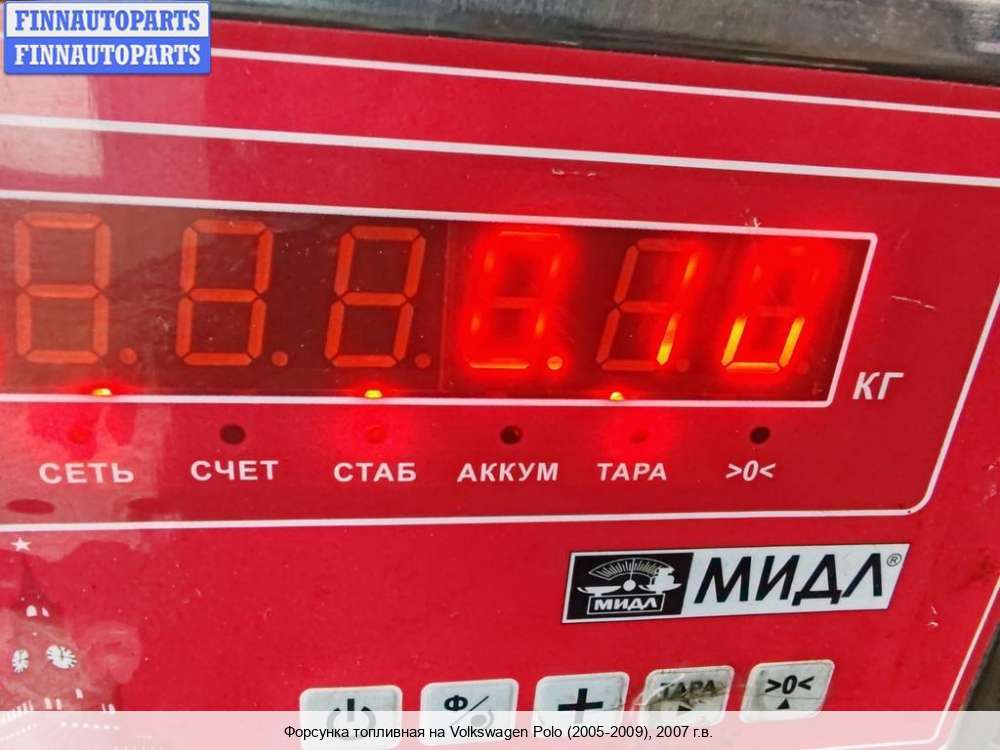 FINNAUTOPARTS
FINNAUTOPARTS
0.10
КГ
СЕТЬ СЧЕТ СТАБ АККУМ ТАРА >0<
МИДЛ МИДЛ®
Ф ТАРА >0<
Форсунка топливная на Volkswagen Polo (2005-2009), 2007 г.в.